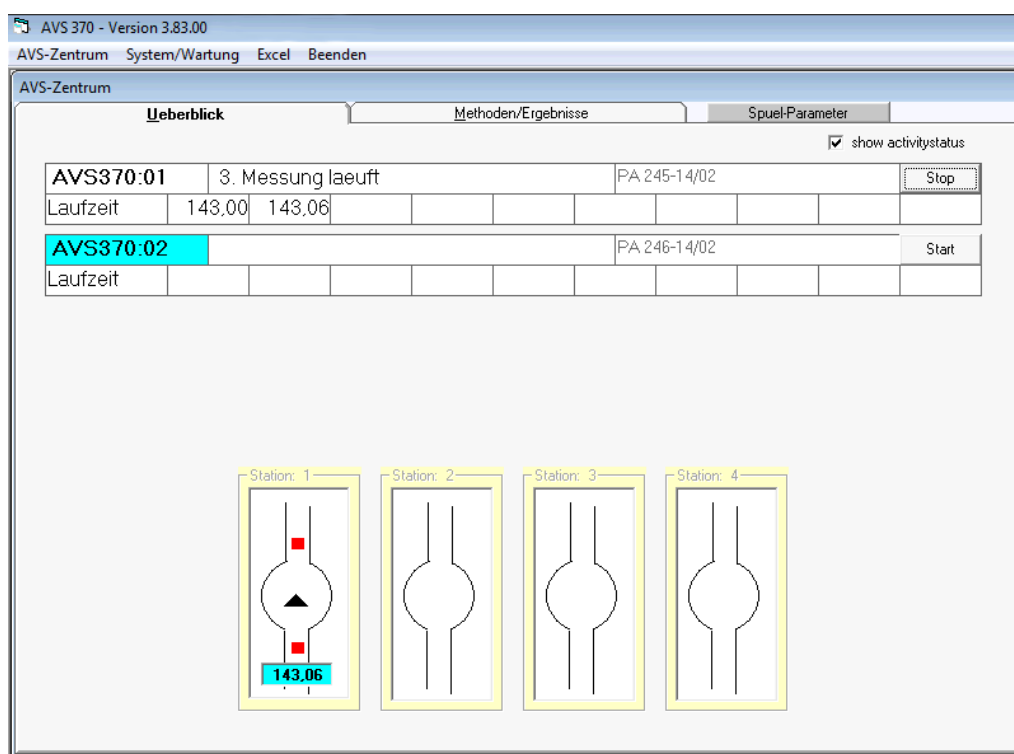 AVS 370 - Version 3.83.00
AVS-Zentrum System/Wartung Excel Beenden
AVS-Zentrum
Ueberblick Methoden/Ergebnisse Spuel-Parameter
show activitystatus
AVS370:01 3. Messung laeuft PA 245-14/02 Stop
Laufzeit 143,00 143,06
AVS370:02 PA 246-14/02 Start
Laufzeit
Station: 1 Station: 2 Station: 3 Station: 4
143,06